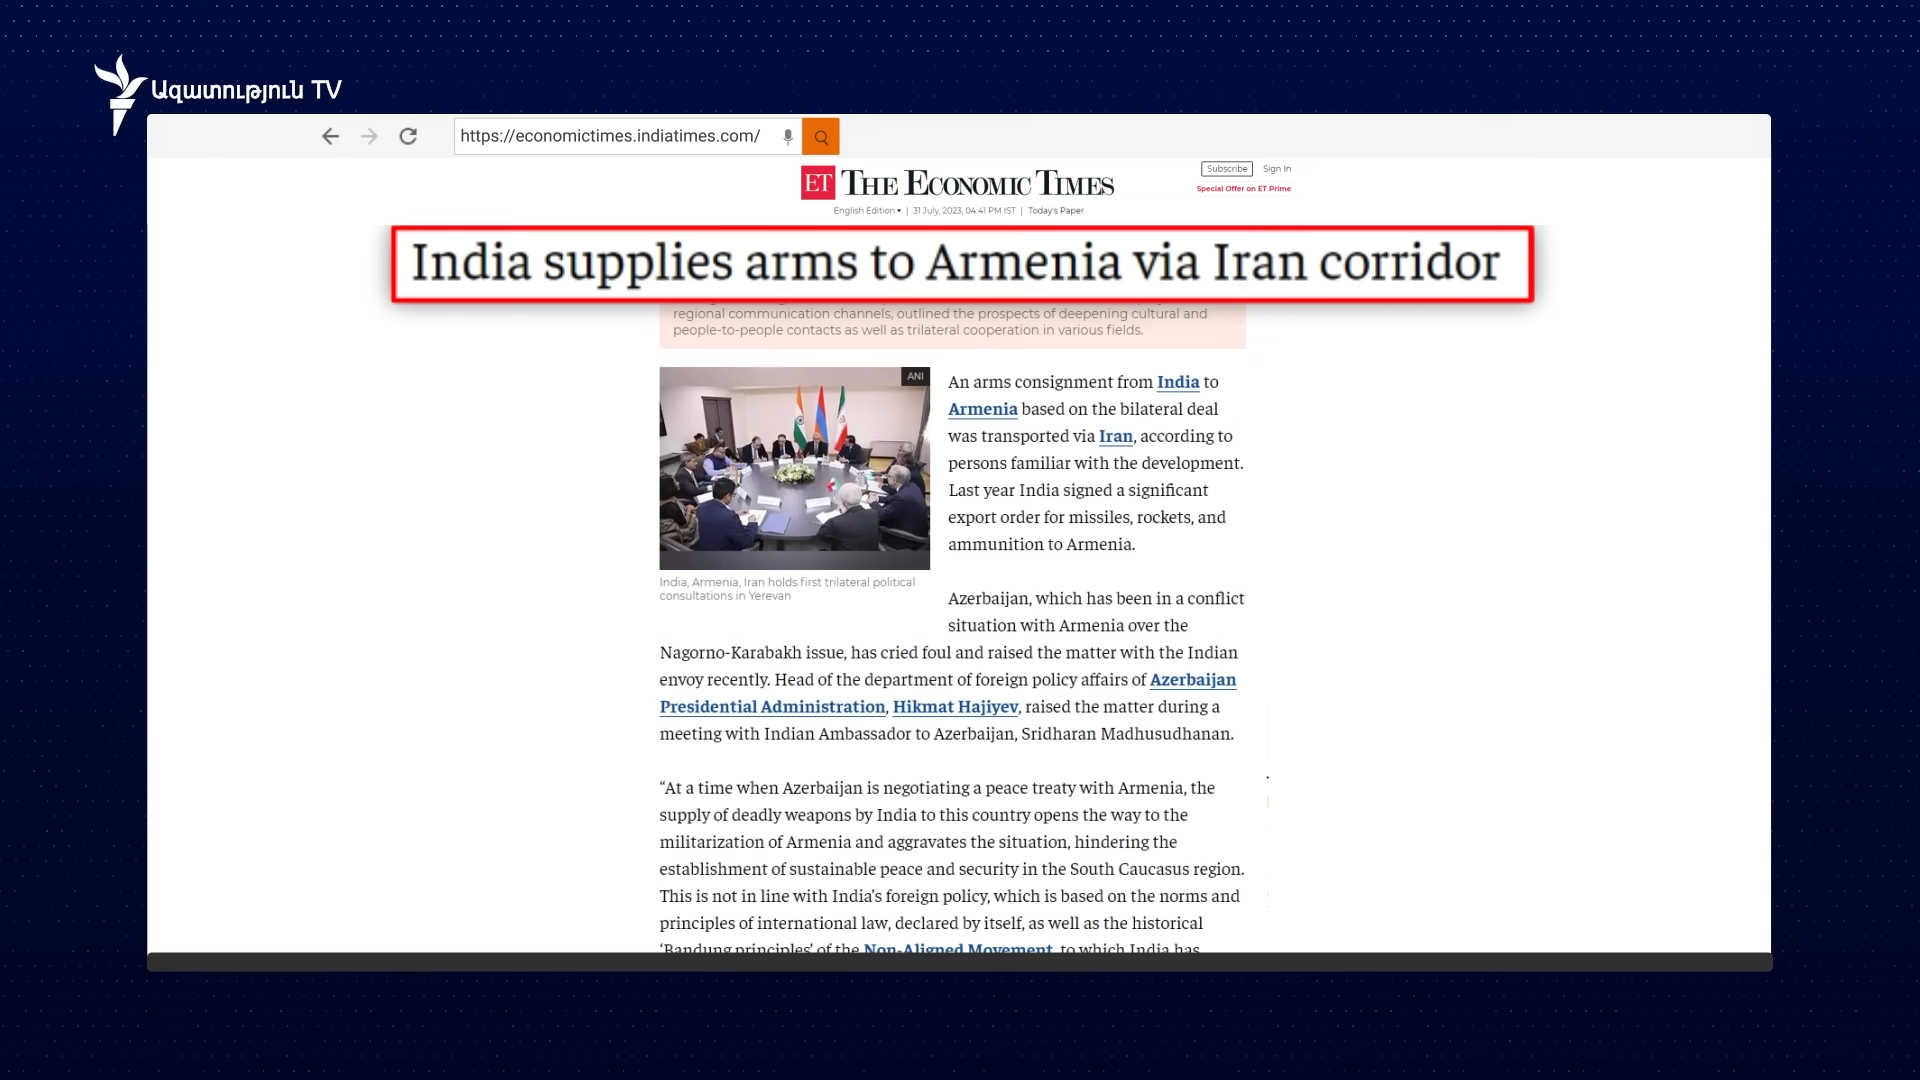 Ազատություն TV
https://economictimes.indiatimes.com/
ET THE ECONOMIC TIMES
Subscribe Sign In
Special Offer on ET Prime
English Edition | 31 July, 2023, 04:41 PM IST | Today's Paper
India supplies arms to Armenia via Iran corridor
regional communication channels, outlined the prospects of deepening cultural and
people-to-people contacts as well as trilateral cooperation in various fields.
ANI
India, Armenia, Iran holds first trilateral political
consultations in Yerevan
An arms consignment from India to
Armenia based on the bilateral deal
was transported via Iran, according to
persons familiar with the development.
Last year India signed a significant
export order for missiles, rockets, and
ammunition to Armenia.
Azerbaijan, which has been in a conflict
situation with Armenia over the
Nagorno-Karabakh issue, has cried foul and raised the matter with the Indian
envoy recently. Head of the department of foreign policy affairs of Azerbaijan
Presidential Administration, Hikmat Hajiyev, raised the matter during a
meeting with Indian Ambassador to Azerbaijan, Sridharan Madhusudhanan.
“At a time when Azerbaijan is negotiating a peace treaty with Armenia, the
supply of deadly weapons by India to this country opens the way to the
militarization of Armenia and aggravates the situation, hindering the
establishment of sustainable peace and security in the South Caucasus region.
This is not in line with India’s foreign policy, which is based on the norms and
principles of international law, declared by itself, as well as the historical
‘Bandung principles’ of the Non-Aligned Movement, to which India has